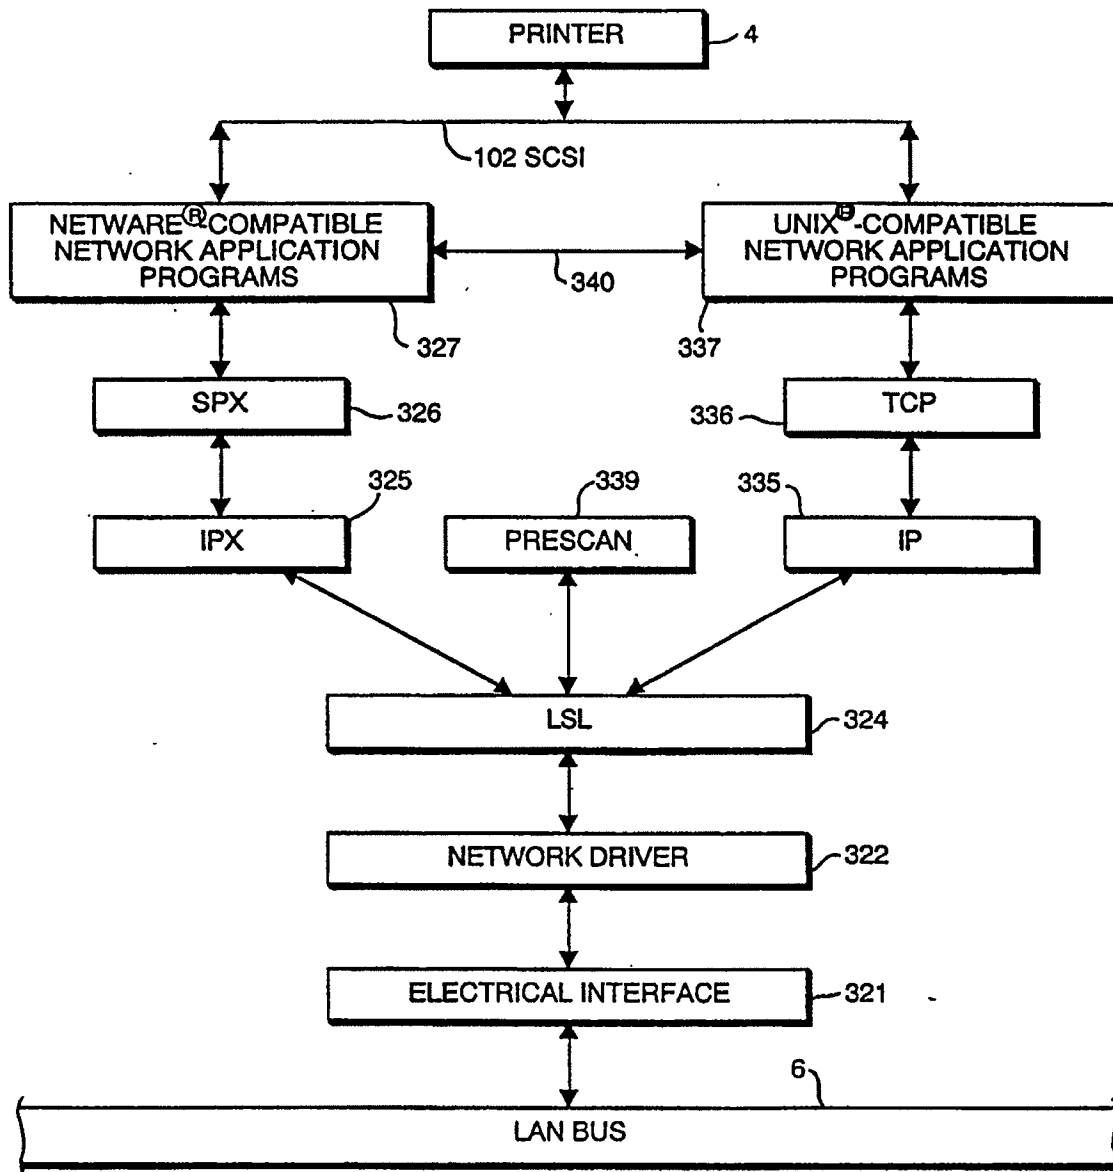 PRINTER
4
102 SCSI
NETWARE®-COMPATIBLE
NETWORK APPLICATION
PROGRAMS
UNIX®-COMPATIBLE
NETWORK APPLICATION
PROGRAMS
340
327
337
SPX
326
TCP
336
325
339
335
IPX
PRESCAN
IP
LSL
324
NETWORK DRIVER
322
ELECTRICAL INTERFACE
321
6
LAN BUS